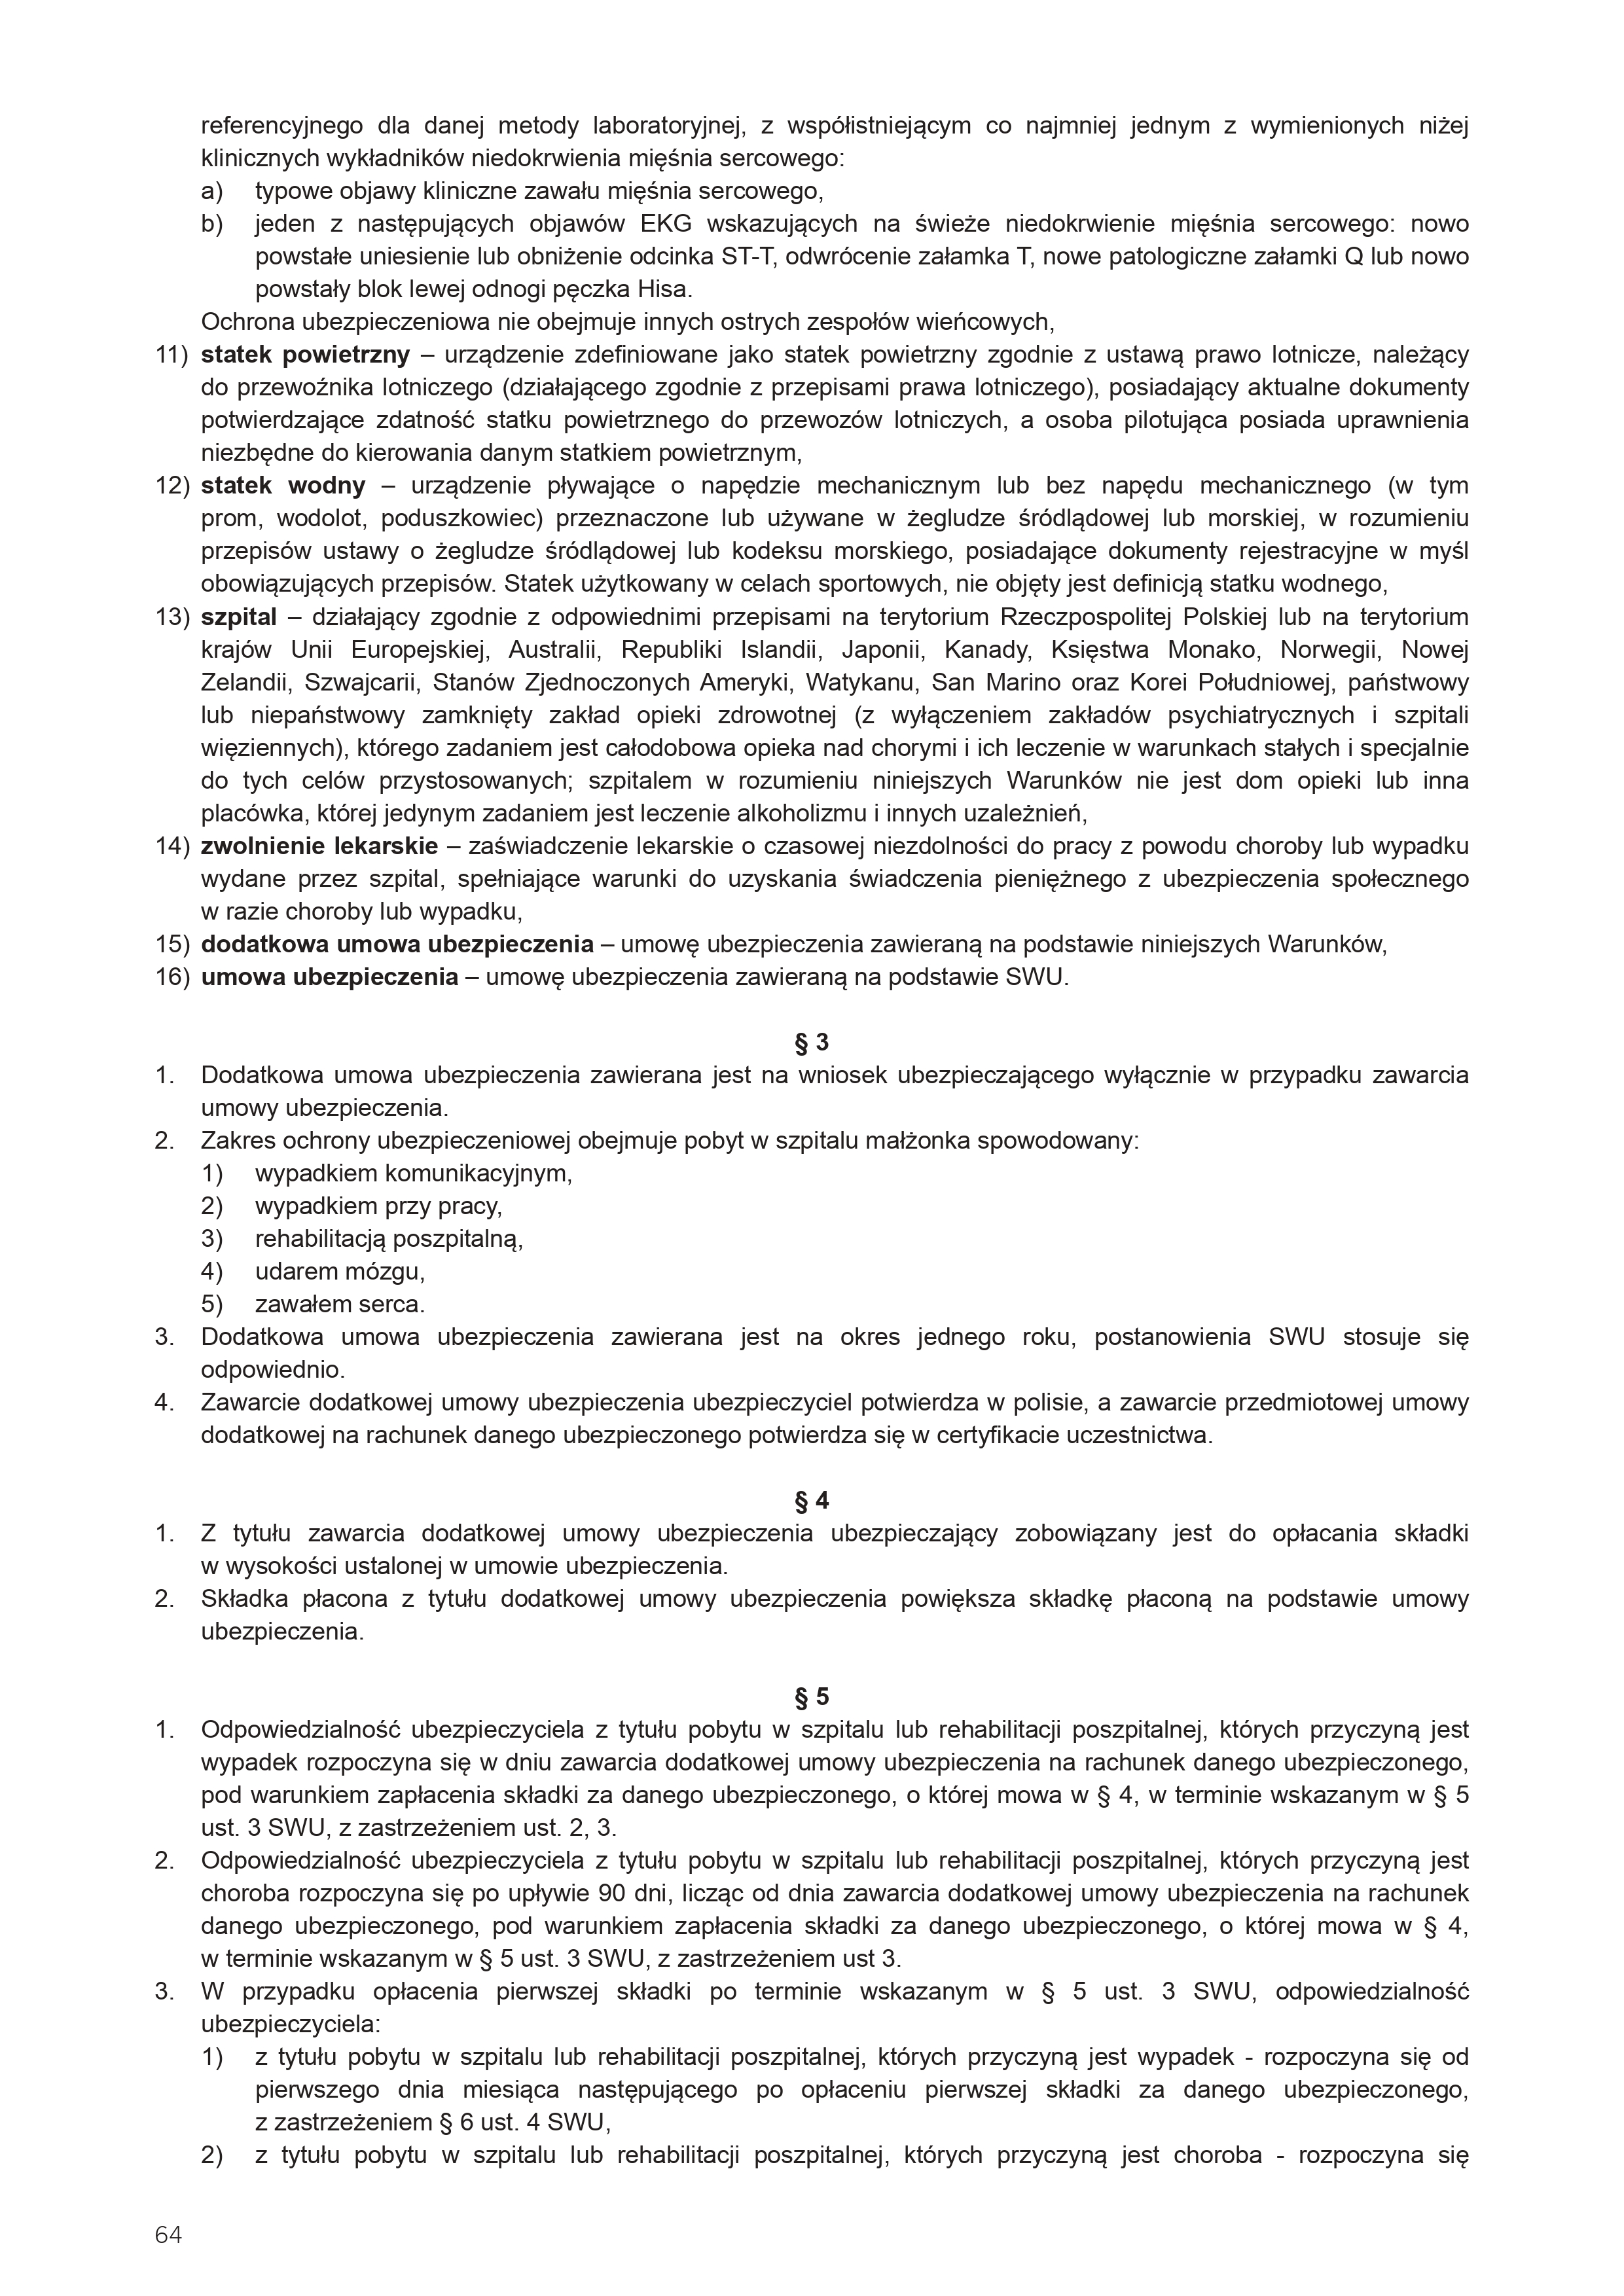 referencyjnego dla danej metody laboratoryjnej, z współistniejącym co najmniej jednym z wymienionych niżej
klinicznych wykładników niedokrwienia mięśnia sercowego:
a) typowe objawy kliniczne zawału mięśnia sercowego,
b) jeden z następujących objawów EKG wskazujących na świeże niedokrwienie mięśnia sercowego: nowo
powstałe uniesienie lub obniżenie odcinka ST-T, odwrócenie załamka T, nowe patologiczne załamki Q lub nowo
powstały blok lewej odnogi pęczka Hisa.
Ochrona ubezpieczeniowa nie obejmuje innych ostrych zespołów wieńcowych,
11) statek powietrzny – urządzenie zdefiniowane jako statek powietrzny zgodnie z ustawą prawo lotnicze, należący
do przewoźnika lotniczego (działającego zgodnie z przepisami prawa lotniczego), posiadający aktualne dokumenty
potwierdzające zdatność statku powietrznego do przewozów lotniczych, a osoba pilotująca posiada uprawnienia
niezbędne do kierowania danym statkiem powietrznym,
12) statek wodny – urządzenie pływające o napędzie mechanicznym lub bez napędu mechanicznego (w tym
prom, wodolot, poduszkowiec) przeznaczone lub używane w żegludze śródlądowej lub morskiej, w rozumieniu
przepisów ustawy o żegludze śródlądowej lub kodeksu morskiego, posiadające dokumenty rejestracyjne w myśl
obowiązujących przepisów. Statek użytkowany w celach sportowych, nie objęty jest definicją statku wodnego,
13) szpital – działający zgodnie z odpowiednimi przepisami na terytorium Rzeczpospolitej Polskiej lub na terytorium
krajów Unii Europejskiej, Australii, Republiki Islandii, Japonii, Kanady, Księstwa Monako, Norwegii, Nowej
Zelandii, Szwajcarii, Stanów Zjednoczonych Ameryki, Watykanu, San Marino oraz Korei Południowej, państwowy
lub niepaństwowy zamknięty zakład opieki zdrowotnej (z wyłączeniem zakładów psychiatrycznych i szpitali
więziennych), którego zadaniem jest całodobowa opieka nad chorymi i ich leczenie w warunkach stałych i specjalnie
do tych celów przystosowanych; szpitalem w rozumieniu niniejszych Warunków nie jest dom opieki lub inna
placówka, której jedynym zadaniem jest leczenie alkoholizmu i innych uzależnień,
14) zwolnienie lekarskie – zaświadczenie lekarskie o czasowej niezdolności do pracy z powodu choroby lub wypadku
wydane przez szpital, spełniające warunki do uzyskania świadczenia pieniężnego z ubezpieczenia społecznego
w razie choroby lub wypadku,
15) dodatkowa umowa ubezpieczenia – umowę ubezpieczenia zawieraną na podstawie niniejszych Warunków,
16) umowa ubezpieczenia – umowę ubezpieczenia zawieraną na podstawie SWU.
§ 3
1. Dodatkowa umowa ubezpieczenia zawierana jest na wniosek ubezpieczającego wyłącznie w przypadku zawarcia
umowy ubezpieczenia.
2. Zakres ochrony ubezpieczeniowej obejmuje pobyt w szpitalu małżonka spowodowany:
1) wypadkiem komunikacyjnym,
2) wypadkiem przy pracy,
3) rehabilitacją poszpitalną,
4) udarem mózgu,
5) zawałem serca.
3. Dodatkowa umowa ubezpieczenia zawierana jest na okres jednego roku, postanowienia SWU stosuje się
odpowiednio.
4. Zawarcie dodatkowej umowy ubezpieczenia ubezpieczyciel potwierdza w polisie, a zawarcie przedmiotowej umowy
dodatkowej na rachunek danego ubezpieczonego potwierdza się w certyfikacie uczestnictwa.
§ 4
1. Z tytułu zawarcia dodatkowej umowy ubezpieczenia ubezpieczający zobowiązany jest do opłacania składki
w wysokości ustalonej w umowie ubezpieczenia.
2. Składka płacona z tytułu dodatkowej umowy ubezpieczenia powiększa składkę płaconą na podstawie umowy
ubezpieczenia.
§ 5
1. Odpowiedzialność ubezpieczyciela z tytułu pobytu w szpitalu lub rehabilitacji poszpitalnej, których przyczyną jest
wypadek rozpoczyna się w dniu zawarcia dodatkowej umowy ubezpieczenia na rachunek danego ubezpieczonego,
pod warunkiem zapłacenia składki za danego ubezpieczonego, o której mowa w § 4, w terminie wskazanym w § 5
ust. 3 SWU, z zastrzeżeniem ust. 2, 3.
2. Odpowiedzialność ubezpieczyciela z tytułu pobytu w szpitalu lub rehabilitacji poszpitalnej, których przyczyną jest
choroba rozpoczyna się po upływie 90 dni, licząc od dnia zawarcia dodatkowej umowy ubezpieczenia na rachunek
danego ubezpieczonego, pod warunkiem zapłacenia składki za danego ubezpieczonego, o której mowa w § 4,
w terminie wskazanym w § 5 ust. 3 SWU, z zastrzeżeniem ust 3.
3. W przypadku opłacenia pierwszej składki po terminie wskazanym w § 5 ust. 3 SWU, odpowiedzialność
ubezpieczyciela:
1) z tytułu pobytu w szpitalu lub rehabilitacji poszpitalnej, których przyczyną jest wypadek - rozpoczyna się od
pierwszego dnia miesiąca następującego po opłaceniu pierwszej składki za danego ubezpieczonego,
z zastrzeżeniem § 6 ust. 4 SWU,
2) z tytułu pobytu w szpitalu lub rehabilitacji poszpitalnej, których przyczyną jest choroba - rozpoczyna się
64